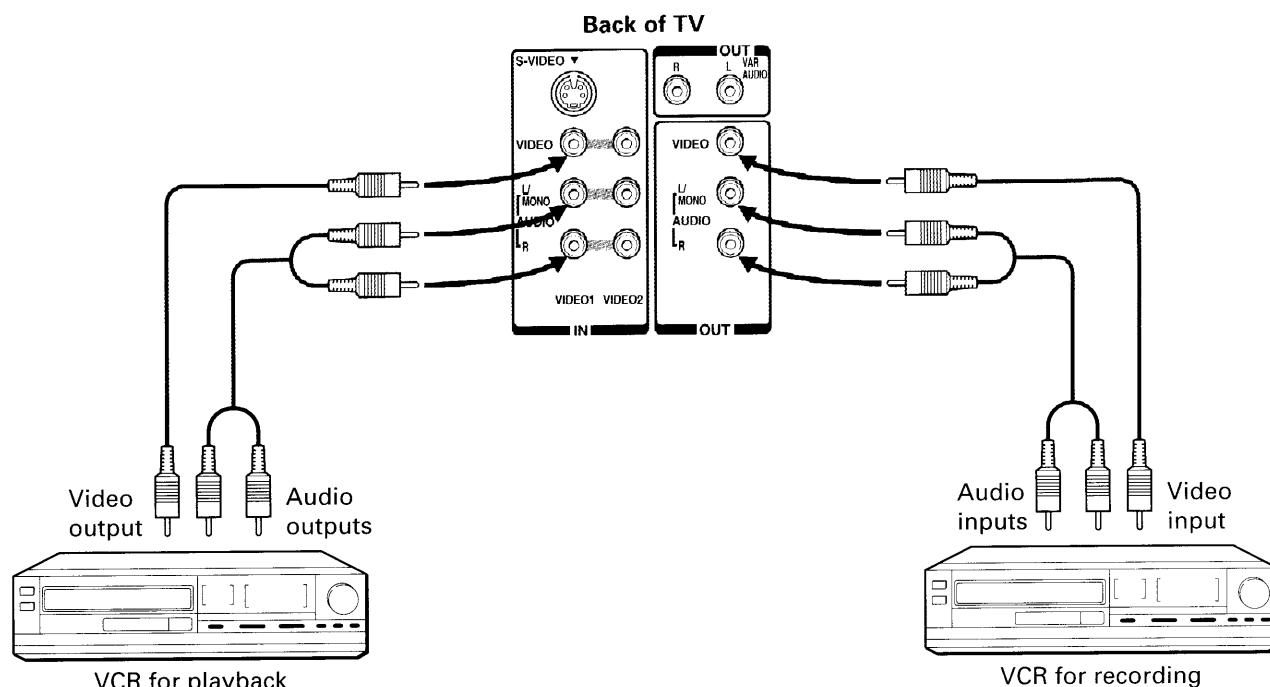 Back of TV
S-VIDEO ▼
VIDEO
L/
MONO
AUDIO
R
VIDEO1 VIDEO2
IN
OUT
R L VAR
AUDIO
VIDEO
L/
MONO
AUDIO
R
OUT
Video
output
Audio
outputs
VCR for playback
Audio
inputs
Video
input
VCR for recording